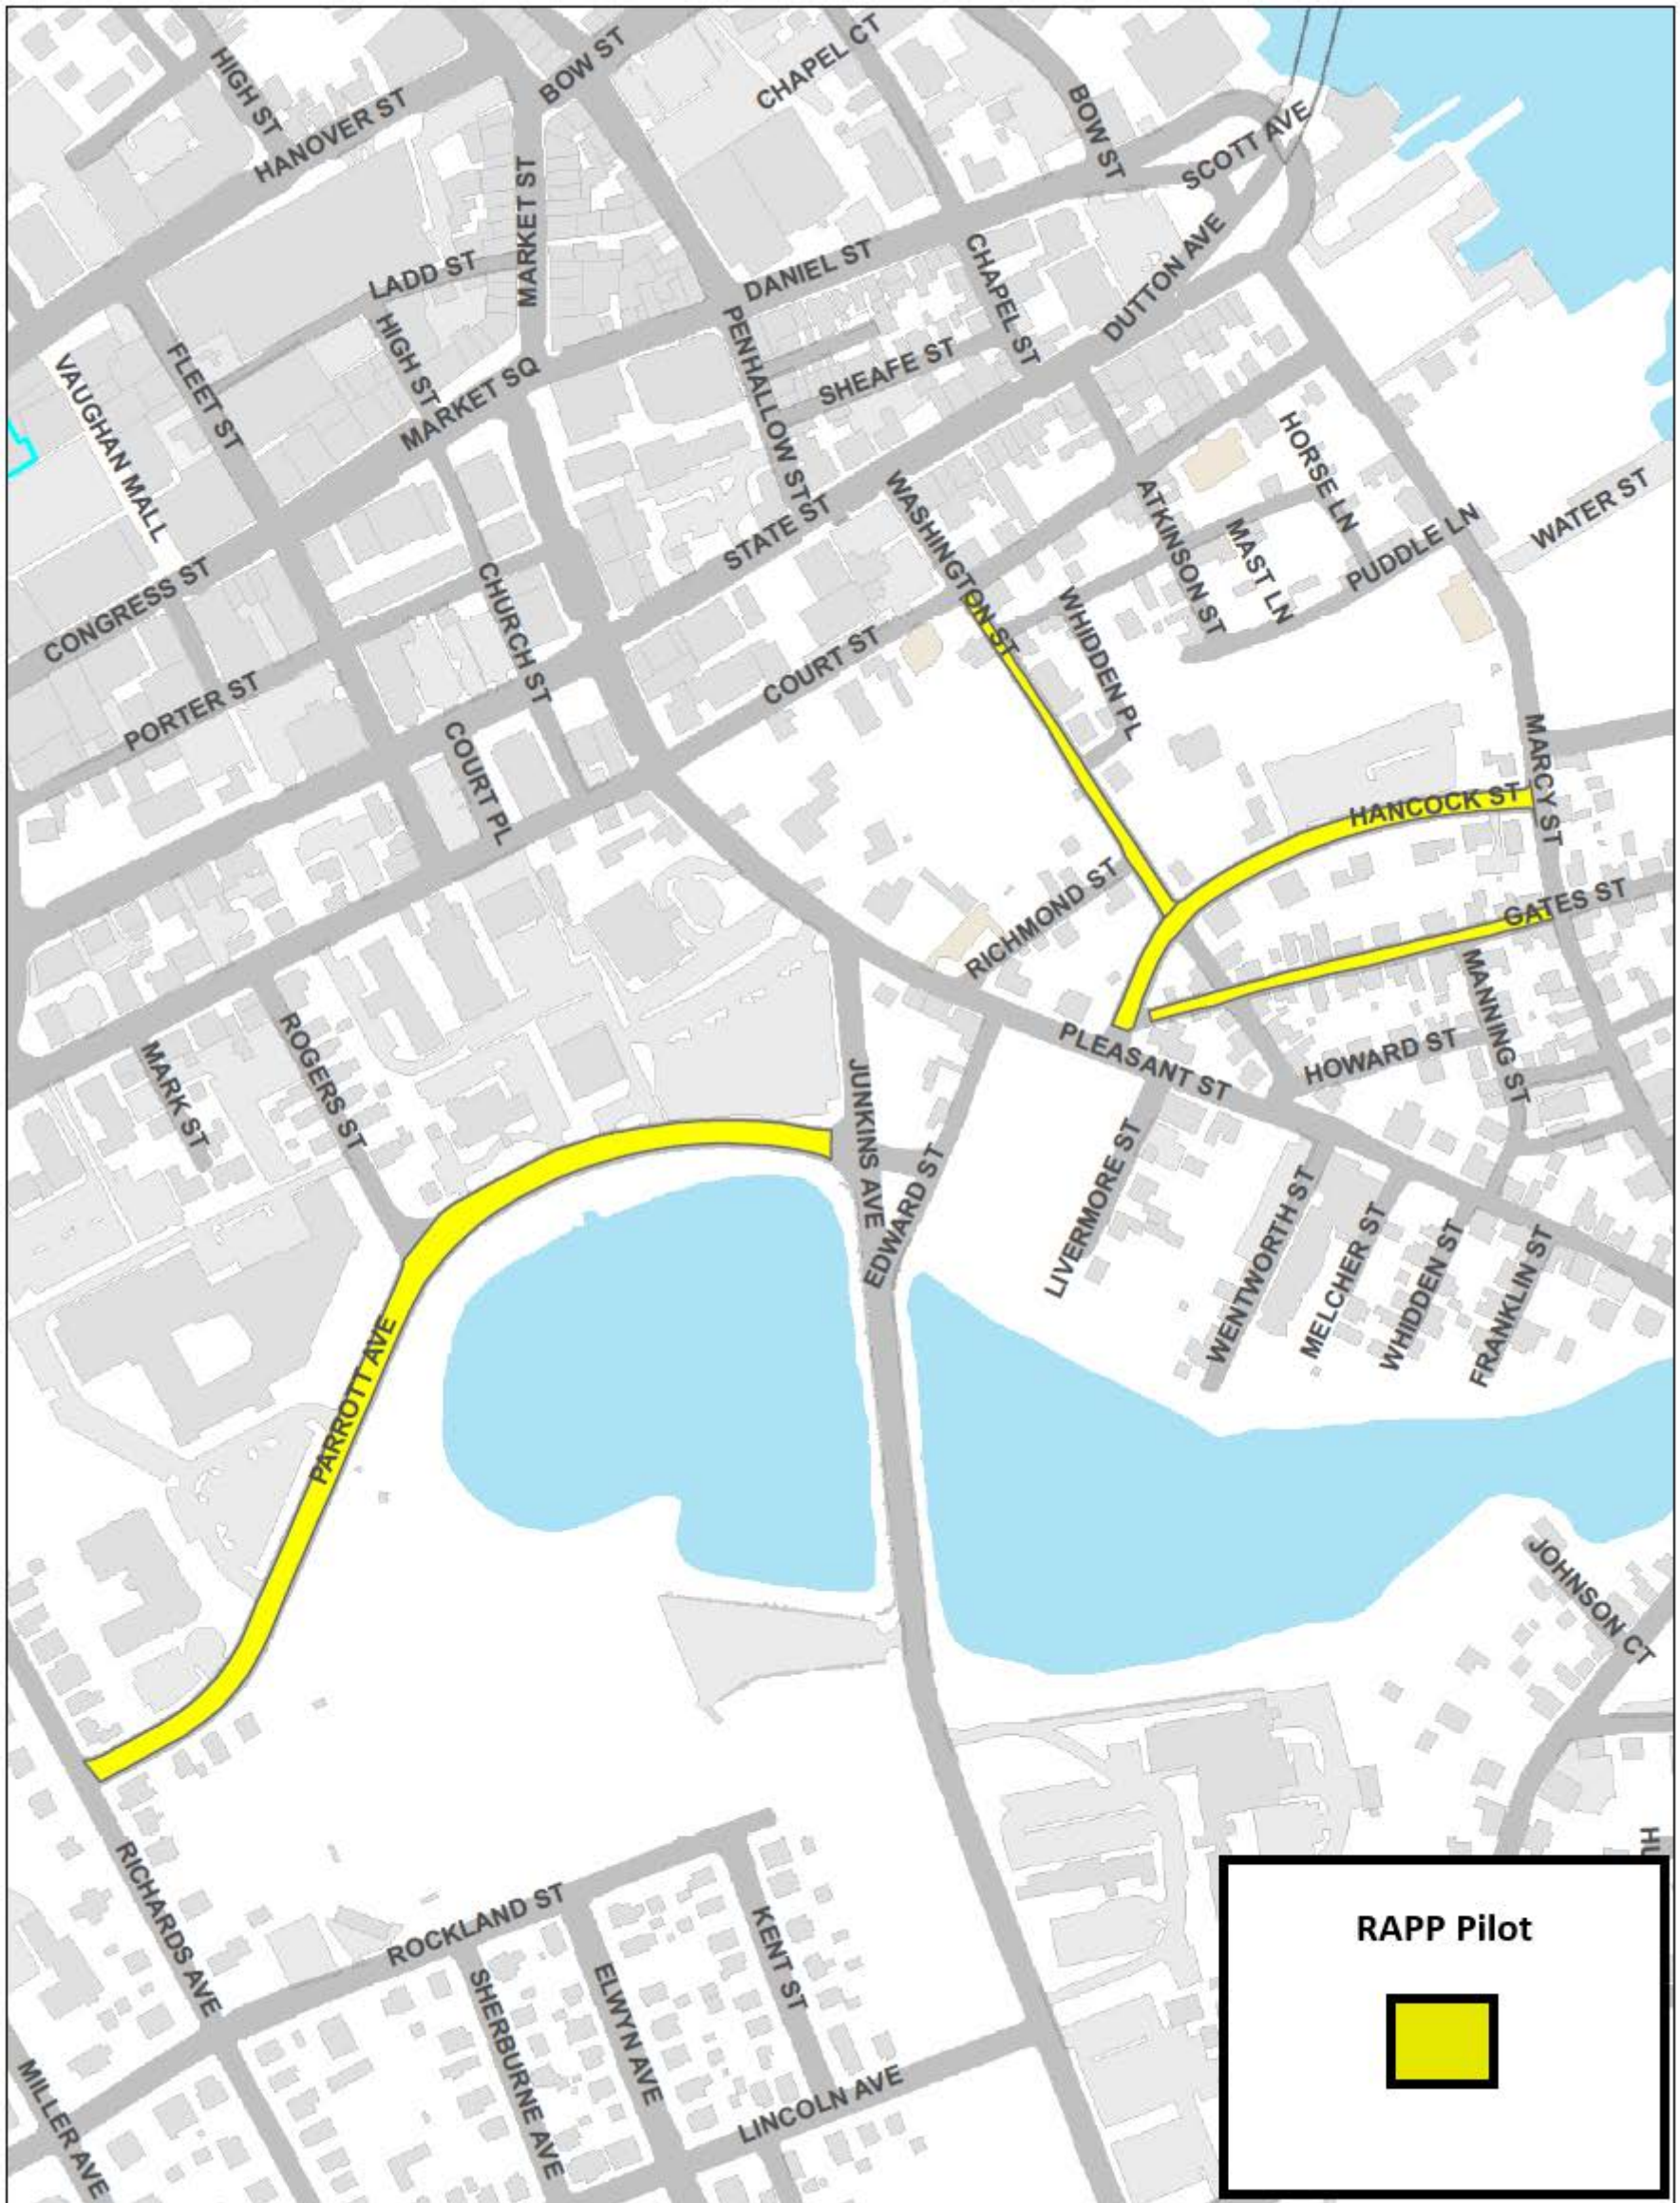 HIGH ST
HANOVER ST
BOW ST
CHAPEL CT
BOW ST
SCOTT AVE
MARKET ST
LADD ST
DANIEL ST
CHAPEL ST
DUTTON AVE
VAUGHAN MALL
FLEET ST
HIGH ST
MARKET SQ
PENHALLOW ST
SHEAFE ST
STATE ST
WASHINGTON ST
ATKINSON ST
HORSE LN
MAST LN
PUDDLE LN
WATER ST
CONGRESS ST
CHURCH ST
COURT ST
WHIDDEN PL
PORTER ST
COURT PL
MARCY ST
HANCOCK ST
RICHMOND ST
GATES ST
MANNING ST
HOWARD ST
PLEASANT ST
MARK ST
ROGERS ST
JUNKINS AVE
EDWARD ST
LIVERMORE ST
WENTWORTH ST
MELCHER ST
WHIDDEN ST
FRANKLIN ST
PARROTT AVE
JOHNSON CT
RICHARDS AVE
ROCKLAND ST
KENT ST
SHERBURNE AVE
ELWYN AVE
LINCOLN AVE
MILLER AVE
HU
RAPP Pilot